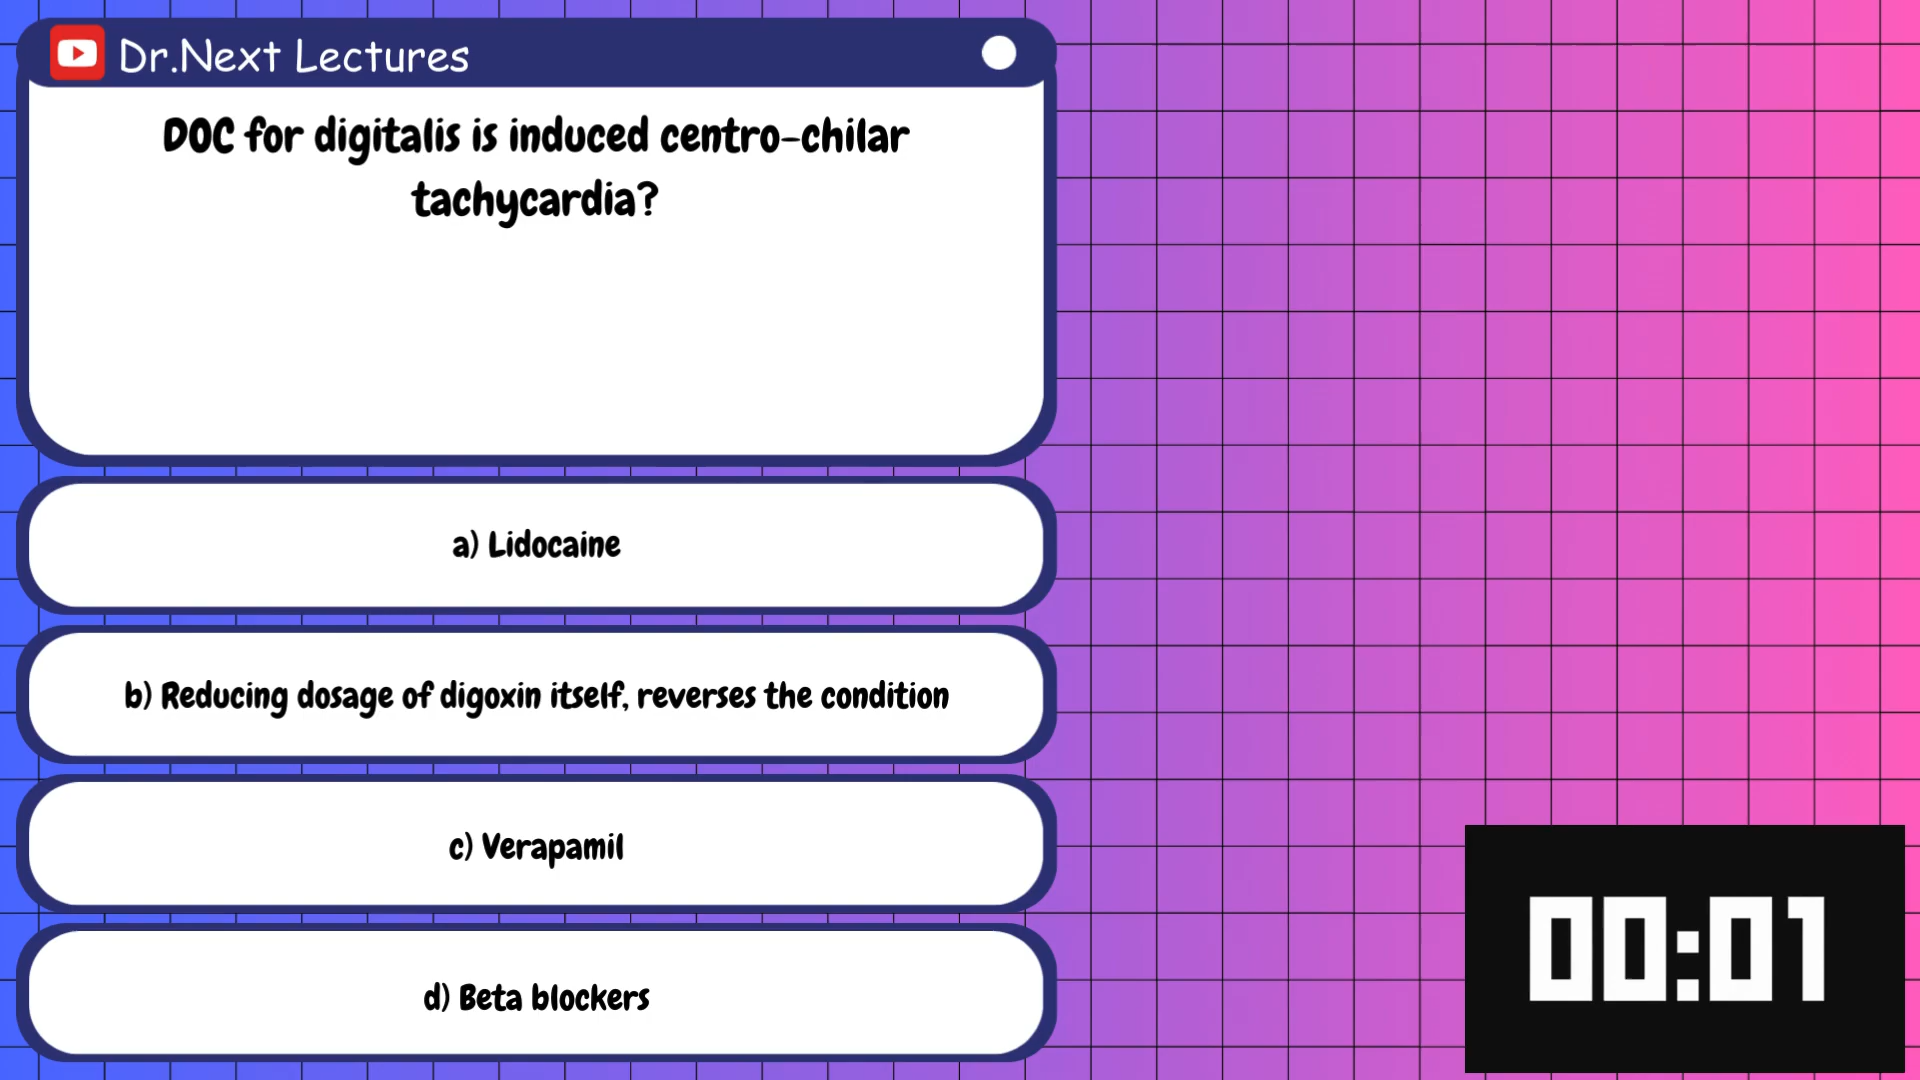 Dr.Next Lectures
DOC for digitalis is induced centro-chilar
tachycardia?
a) Lidocaine
b) Reducing dosage of digoxin itself, reverses the condition
c) Verapamil
d) Beta blockers
00:01